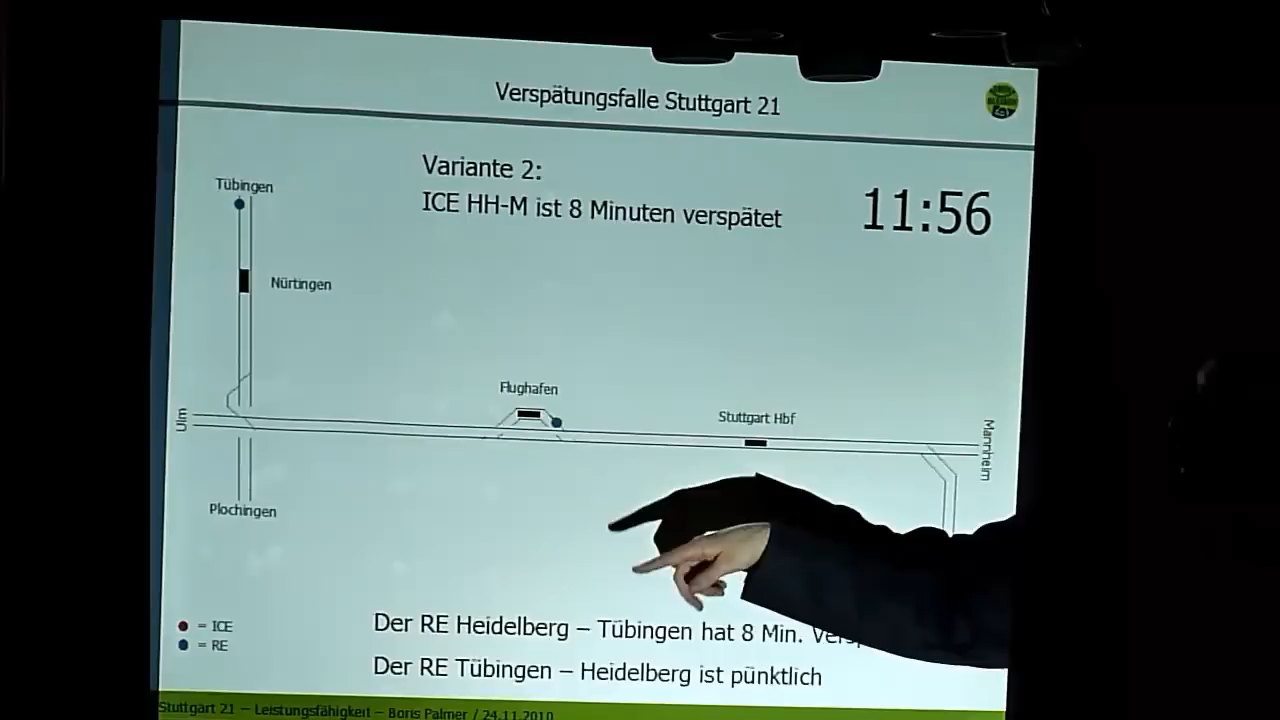 Verspätungsfalle Stuttgart 21
Variante 2:
ICE HH-M ist 8 Minuten verspätet
11:56
Tübingen
Nürtingen
Flughafen
Stuttgart Hbf
Ulm
Mannheim
Plochingen
= ICE
= RE
Der RE Heidelberg – Tübingen hat 8 Min.
Der RE Tübingen – Heidelberg ist pünktlich
Stuttgart 21 – Leistungsfähigkeit – Boris Palmer / 24.11.2010